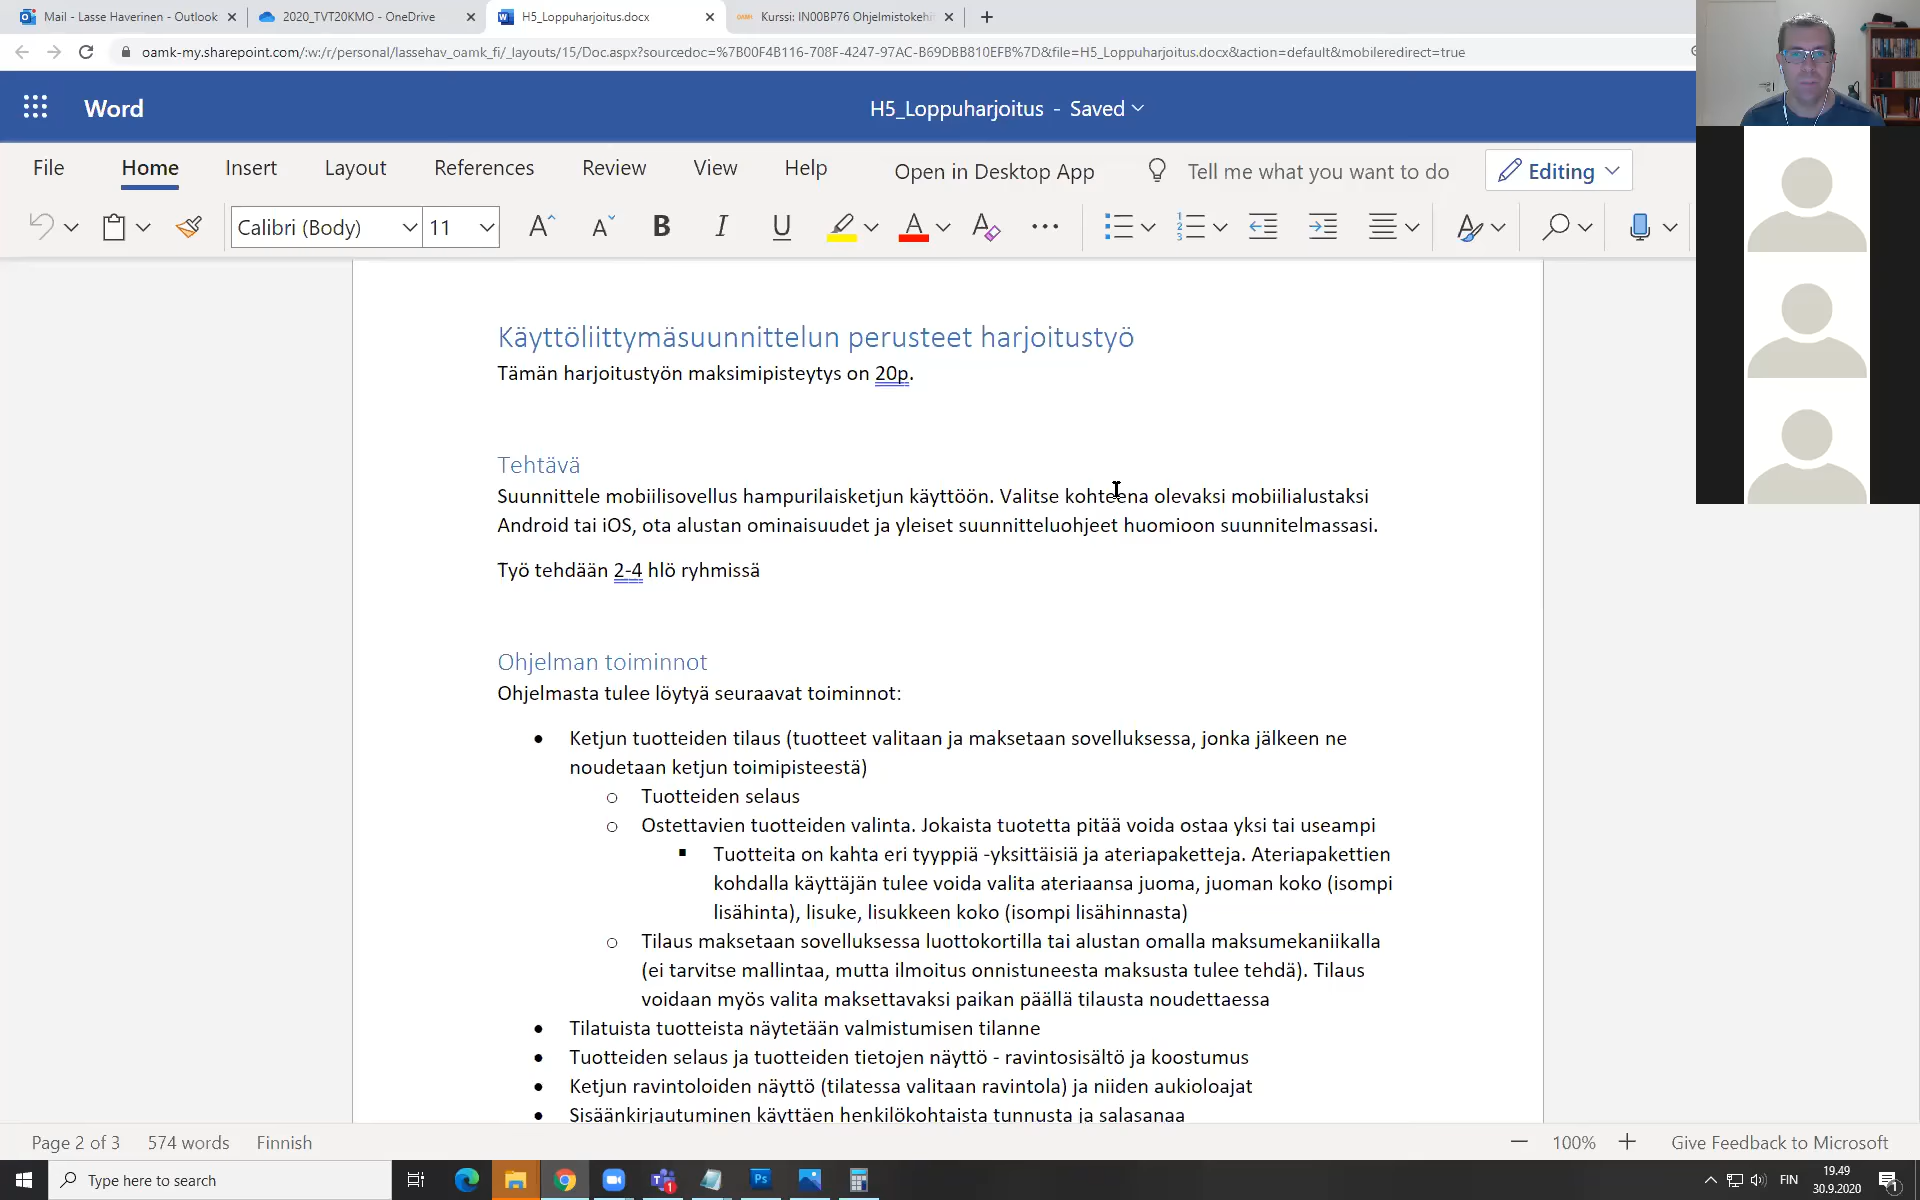 Mail - Lasse Haverinen - Outlook
2020_TVT20KMO - OneDrive
H5_Loppuharjoitus.docx
Kurssi: IN00BP76 Ohjelmistokehi
oamk-my.sharepoint.com/:w:/r/personal/lassehav_oamk_fi/_layouts/15/Doc.aspx?sourcedoc=%7B00F4B116-708F-4247-97AC-B69DBB810EFB%7D&file=H5_Loppuharjoitus.docx&action=default&mobileredirect=true
Word
H5_Loppuharjoitus - Saved
File Home Insert Layout References Review View Help Open in Desktop App Tell me what you want to do Editing
Calibri (Body) 11
Käyttöliittymäsuunnittelun perusteet harjoitustyö
Tämän harjoitustyön maksimipisteytys on 20p.
Tehtävä
Suunnittele mobiilisovellus hampurilaisketjun käyttöön. Valitse kohteena olevaksi mobiilialustaksi
Android tai iOS, ota alustan ominaisuudet ja yleiset suunnitteluohjeet huomioon suunnitelmassasi.
Työ tehdään 2-4 hlö ryhmissä
Ohjelman toiminnot
Ohjelmasta tulee löytyä seuraavat toiminnot:
• Ketjun tuotteiden tilaus (tuotteet valitaan ja maksetaan sovelluksessa, jonka jälkeen ne
noudetaan ketjun toimipisteestä)
o Tuotteiden selaus
o Ostettavien tuotteiden valinta. Jokaista tuotetta pitää voida ostaa yksi tai useampi
▪ Tuotteita on kahta eri tyyppiä -yksittäisiä ja ateriapaketteja. Ateriapakettien
kohdalla käyttäjän tulee voida valita ateriaansa juoma, juoman koko (isompi
lisähinta), lisuke, lisukkeen koko (isompi lisähinnasta)
o Tilaus maksetaan sovelluksessa luottokortilla tai alustan omalla maksumekaniikalla
(ei tarvitse mallintaa, mutta ilmoitus onnistuneesta maksusta tulee tehdä). Tilaus
voidaan myös valita maksettavaksi paikan päällä tilausta noudettaessa
• Tilatuista tuotteista näytetään valmistumisen tilanne
• Tuotteiden selaus ja tuotteiden tietojen näyttö - ravintosisältö ja koostumus
• Ketjun ravintoloiden näyttö (tilatessa valitaan ravintola) ja niiden aukioloajat
• Sisäänkirjautuminen käyttäen henkilökohtaista tunnusta ja salasanaa
Page 2 of 3 574 words Finnish
100% Give Feedback to Microsoft
Type here to search
FIN
19.49
30.9.2020